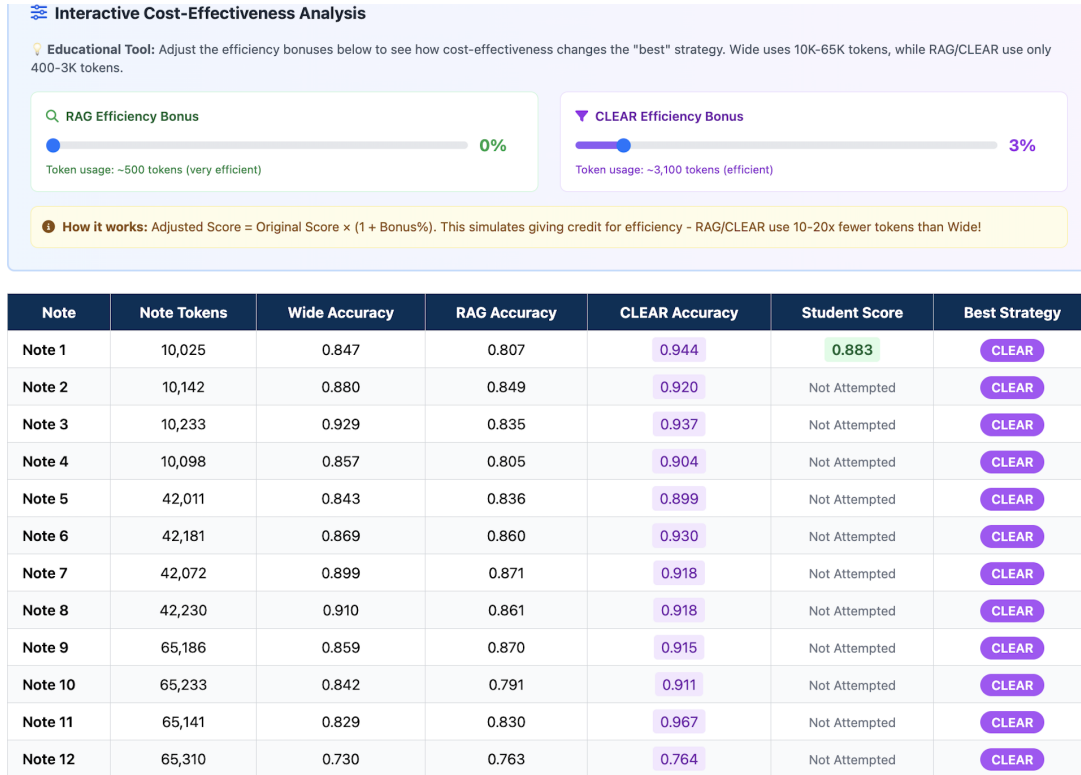 Interactive Cost-Effectiveness Analysis
💡 Educational Tool: Adjust the efficiency bonuses below to see how cost-effectiveness changes the "best" strategy. Wide uses 10K-65K tokens, while RAG/CLEAR use only
400-3K tokens.
RAG Efficiency Bonus
0%
Token usage: ~500 tokens (very efficient)
CLEAR Efficiency Bonus
3%
Token usage: ~3,100 tokens (efficient)
How it works: Adjusted Score = Original Score × (1 + Bonus%). This simulates giving credit for efficiency - RAG/CLEAR use 10-20x fewer tokens than Wide!
Note Note Tokens Wide Accuracy RAG Accuracy CLEAR Accuracy Student Score Best Strategy
Note 1 10,025 0.847 0.807 0.944 0.883 CLEAR
Note 2 10,142 0.880 0.849 0.920 Not Attempted CLEAR
Note 3 10,233 0.929 0.835 0.937 Not Attempted CLEAR
Note 4 10,098 0.857 0.805 0.904 Not Attempted CLEAR
Note 5 42,011 0.843 0.836 0.899 Not Attempted CLEAR
Note 6 42,181 0.869 0.860 0.930 Not Attempted CLEAR
Note 7 42,072 0.899 0.871 0.918 Not Attempted CLEAR
Note 8 42,230 0.910 0.861 0.918 Not Attempted CLEAR
Note 9 65,186 0.859 0.870 0.915 Not Attempted CLEAR
Note 10 65,233 0.842 0.791 0.911 Not Attempted CLEAR
Note 11 65,141 0.829 0.830 0.967 Not Attempted CLEAR
Note 12 65,310 0.730 0.763 0.764 Not Attempted CLEAR